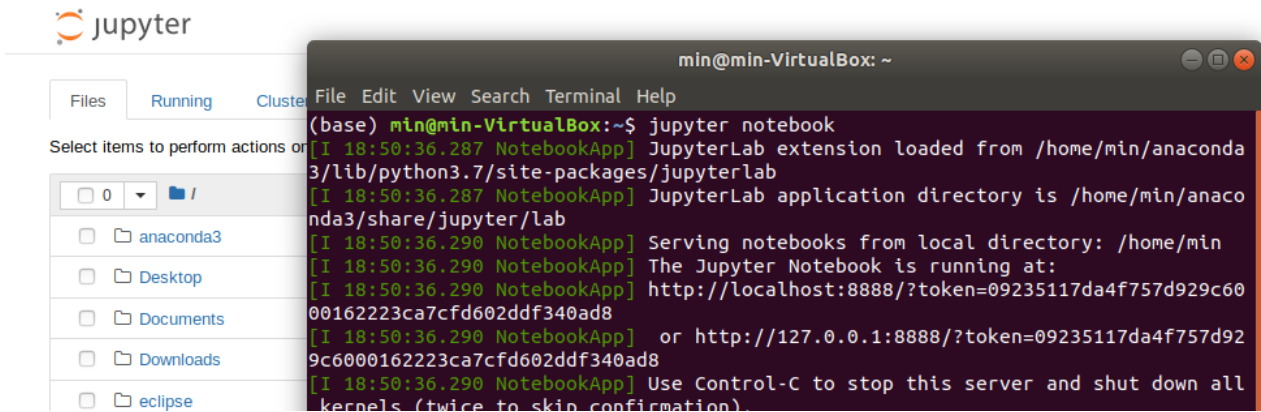 jupyter
Files Running Cluste
Select items to perform actions or
0 /
anaconda3
Desktop
Documents
Downloads
eclipse
min@min-VirtualBox: ~
File Edit View Search Terminal Help
(base) min@min-VirtualBox:~$ jupyter notebook
[I 18:50:36.287 NotebookApp] JupyterLab extension loaded from /home/min/anaconda
3/lib/python3.7/site-packages/jupyterlab
[I 18:50:36.287 NotebookApp] JupyterLab application directory is /home/min/anaco
nda3/share/jupyter/lab
[I 18:50:36.290 NotebookApp] Serving notebooks from local directory: /home/min
[I 18:50:36.290 NotebookApp] The Jupyter Notebook is running at:
[I 18:50:36.290 NotebookApp] http://localhost:8888/?token=09235117da4f757d929c60
00162223ca7cfd602ddf340ad8
[I 18:50:36.290 NotebookApp]  or http://127.0.0.1:8888/?token=09235117da4f757d92
9c6000162223ca7cfd602ddf340ad8
[I 18:50:36.290 NotebookApp] Use Control-C to stop this server and shut down all
 kernels (twice to skip confirmation).